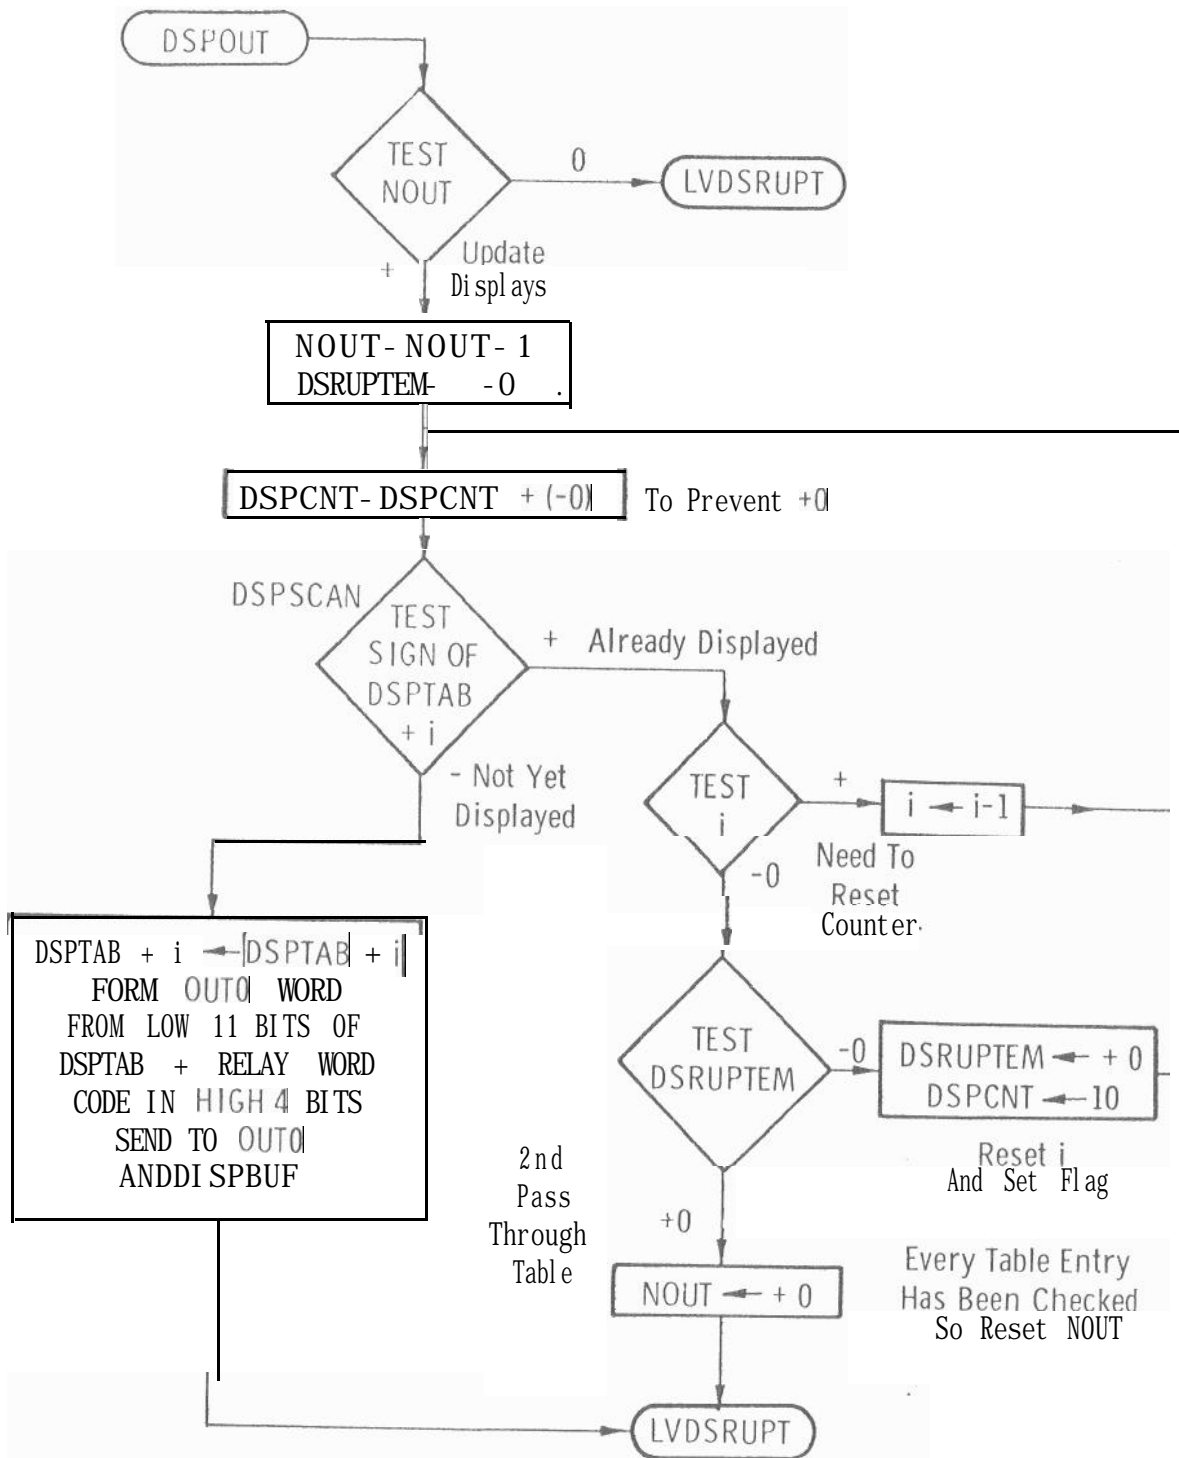 DSPOUT
TEST
NOUT
0
LVDSRUPT
+
Update
Displays
NOUT- NOUT- 1
DSRUPTEM- -0 .
DSPCNT- DSPCNT + (-0)
To Prevent +0
DSPSCAN
TEST
SIGN OF
DSPTAB
+ i
+ Already Displayed
- Not Yet
Displayed
TEST
i
+
i ← i-1
-0
Need To
Reset
Counter.
DSPTAB + i ← |DSPTAB + i|
FORM OUT0 WORD
FROM LOW 11 BITS OF
DSPTAB + RELAY WORD
CODE IN HIGH 4 BITS
SEND TO OUT0
ANDDISPBUF
TEST
DSRUPTEM
-0
DSRUPTEM ← + 0
DSPCNT ← 10
Reset i
And Set Flag
2nd
Pass
Through
Table
+0
NOUT ← + 0
Every Table Entry
Has Been Checked
So Reset NOUT
LVDSRUPT